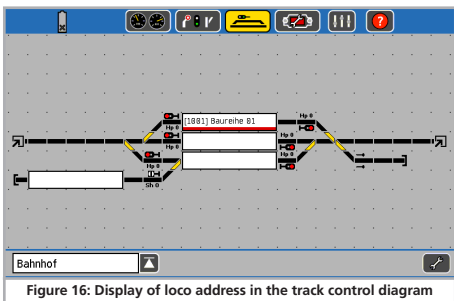 ?
Hp 0
[1001] Baureihe 01
Hp 0
Hp 0
Hp 0
Hp 0
Hp 0
Sh 0
Bahnhof
Figure 16: Display of loco address in the track control diagram